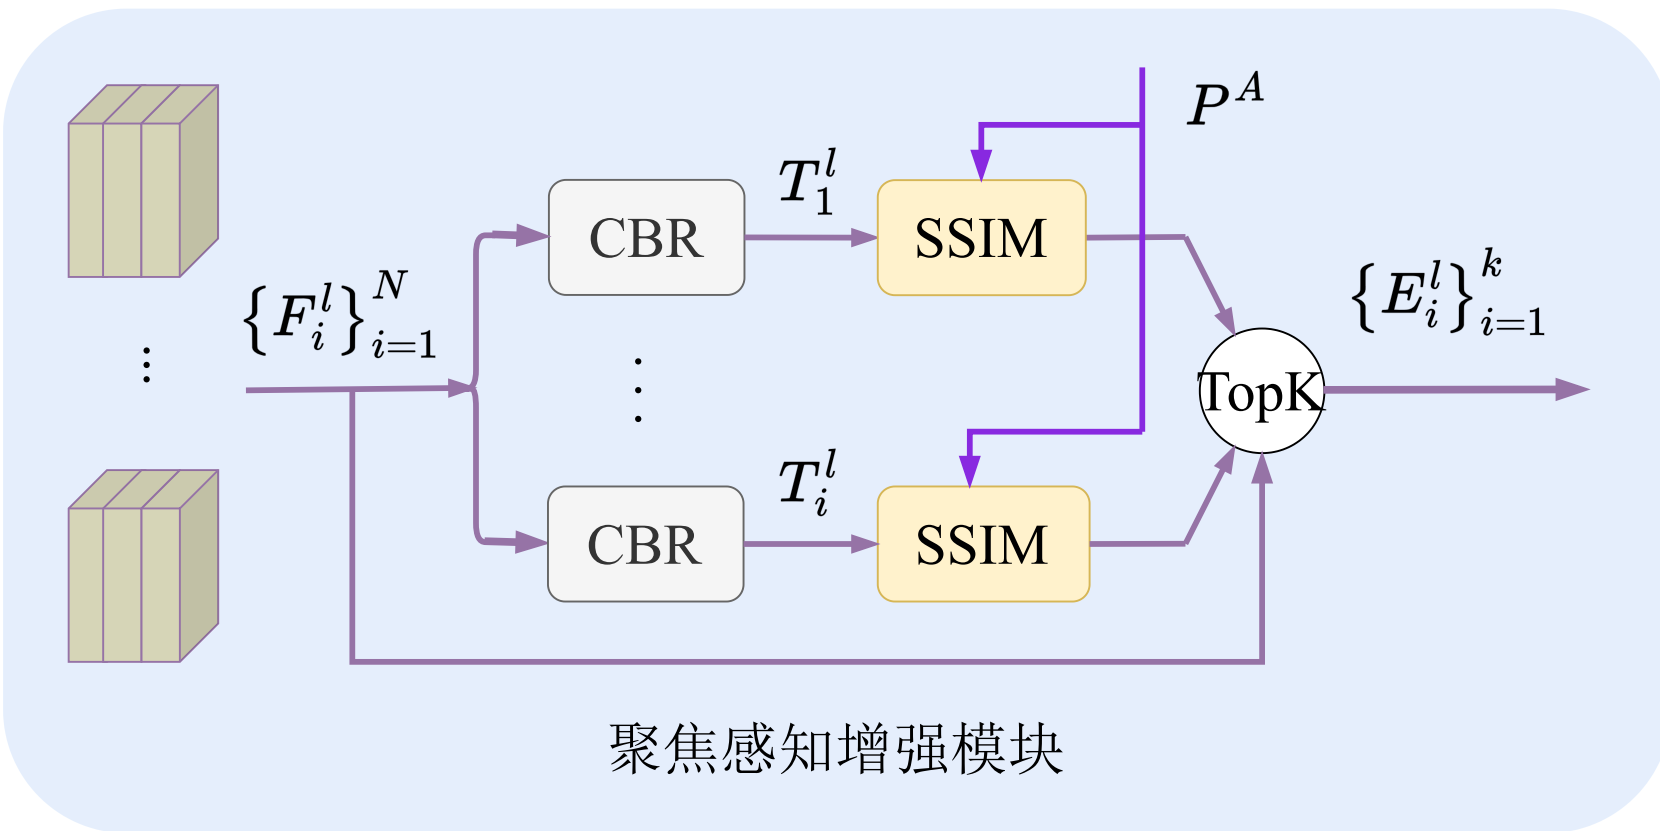 P^A
T_1^l
CBR
SSIM
{F_i^l}_{i=1}^N
{E_i^l}_{i=1}^k
⋮
⋮
TopK
T_i^l
CBR
SSIM
聚焦感知增强模块